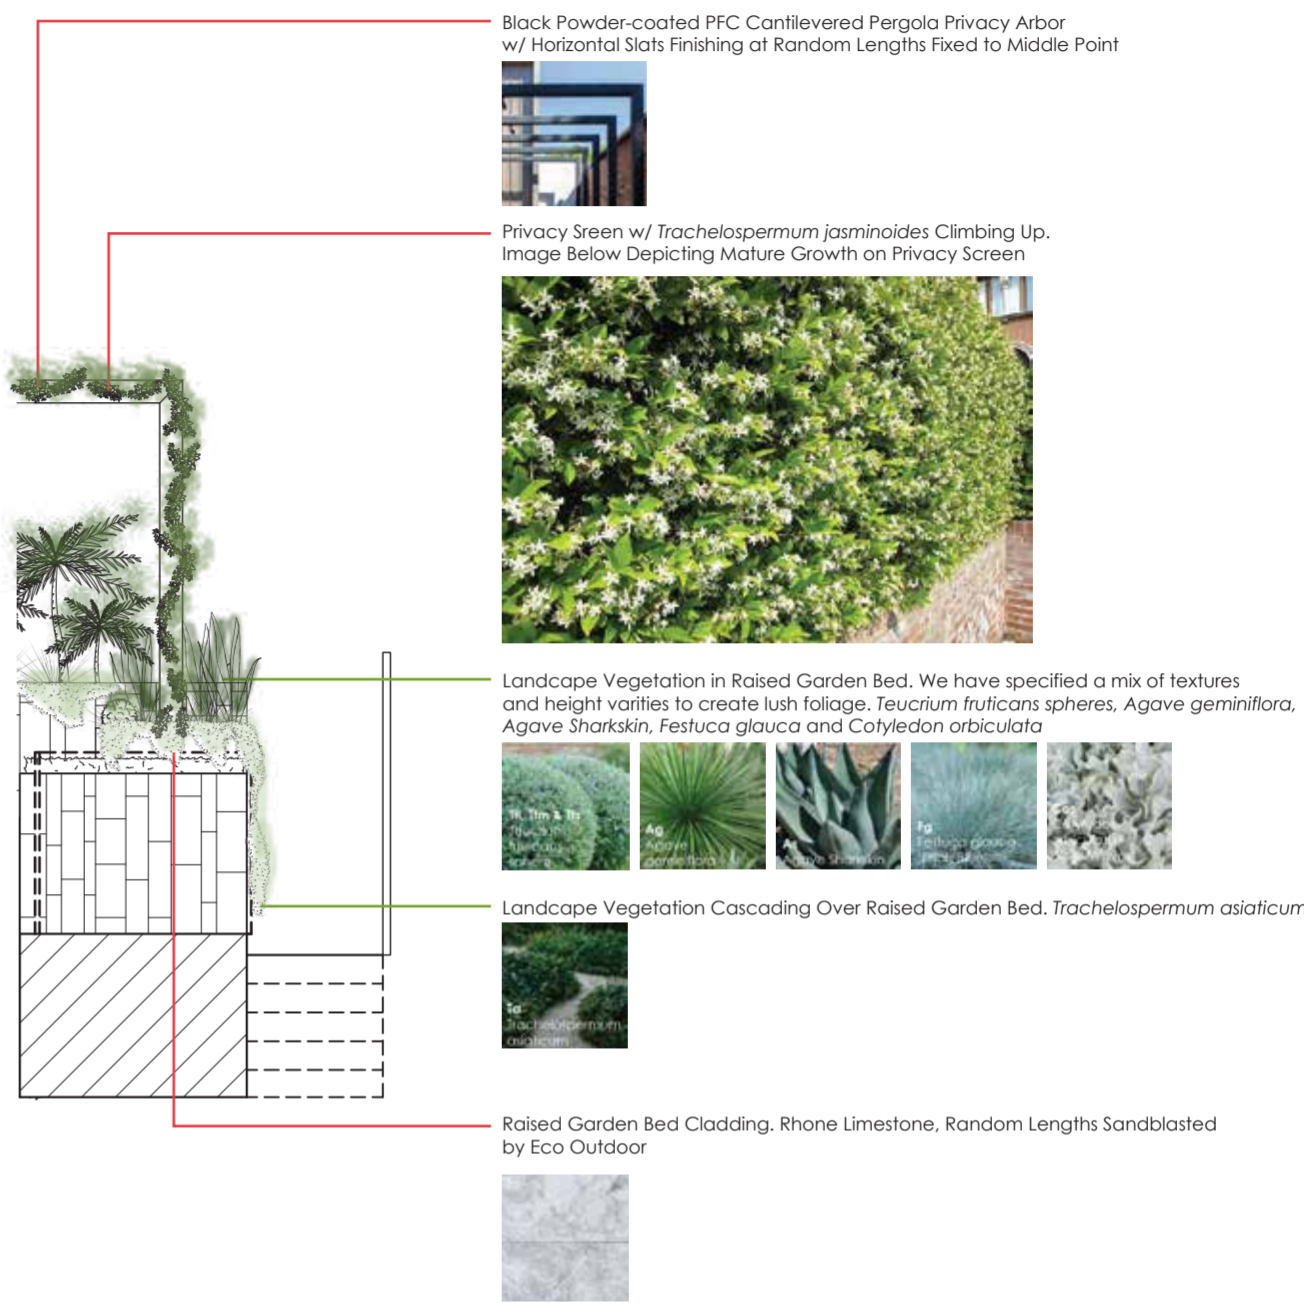 Black Powder-coated PFC Cantilevered Pergola Privacy Arbor
w/ Horizontal Slats Finishing at Random Lengths Fixed to Middle Point
Privacy Sreen w/ Trachelospermum jasminoides Climbing Up.
Image Below Depicting Mature Growth on Privacy Screen
Landscape Vegetation in Raised Garden Bed. We have specified a mix of textures
and height varities to create lush foliage. Teucrium fruticans spheres, Agave geminiflora,
Agave Sharkskin, Festuca glauca and Cotyledon orbiculata
Ag
Agave
Agave Sharkskin
Fg
Festuca glauca
Landscape Vegetation Cascading Over Raised Garden Bed. Trachelospermum asiaticum
Ta
Trachelospermum
asiaticum
Raised Garden Bed Cladding. Rhone Limestone, Random Lengths Sandblasted
by Eco Outdoor